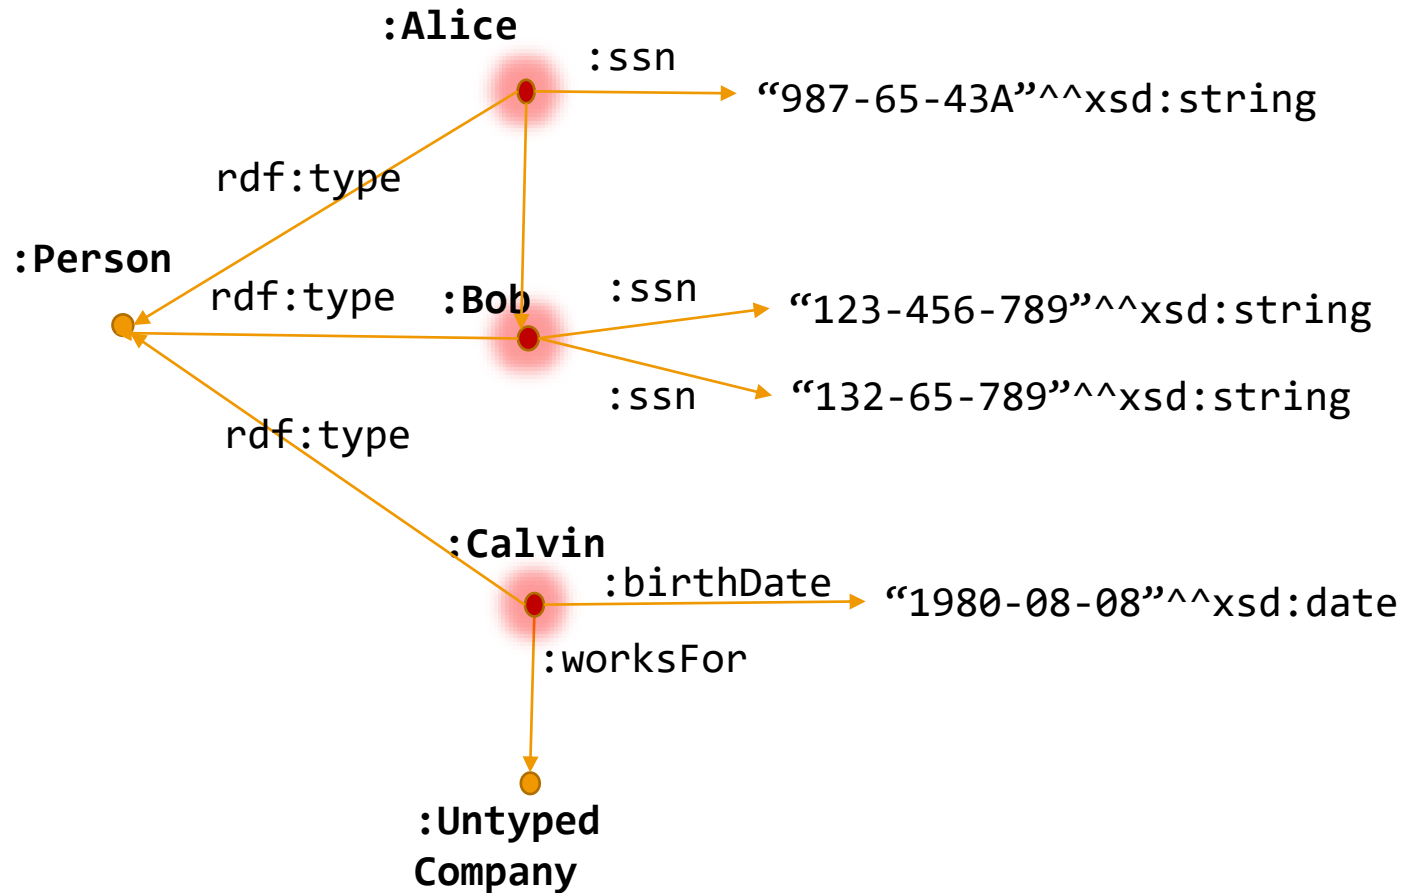 :Alice
:ssn
“987-65-43A”^^xsd:string
rdf:type
:Person
rdf:type
:Bob
:ssn
“123-456-789”^^xsd:string
:ssn
“132-65-789”^^xsd:string
rdf:type
:Calvin
:birthDate
“1980-08-08”^^xsd:date
:worksFor
:Untyped
Company